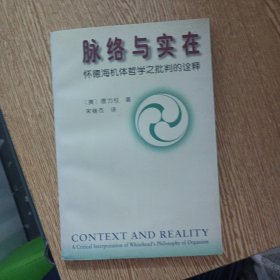 脉络与实在
怀德海机体哲学之批判的诠释
（美）唐力权 著
宋继杰 译
CONTEXT AND REALITY
A Critical Interpretation of Whitehead's Philosophy of Organism